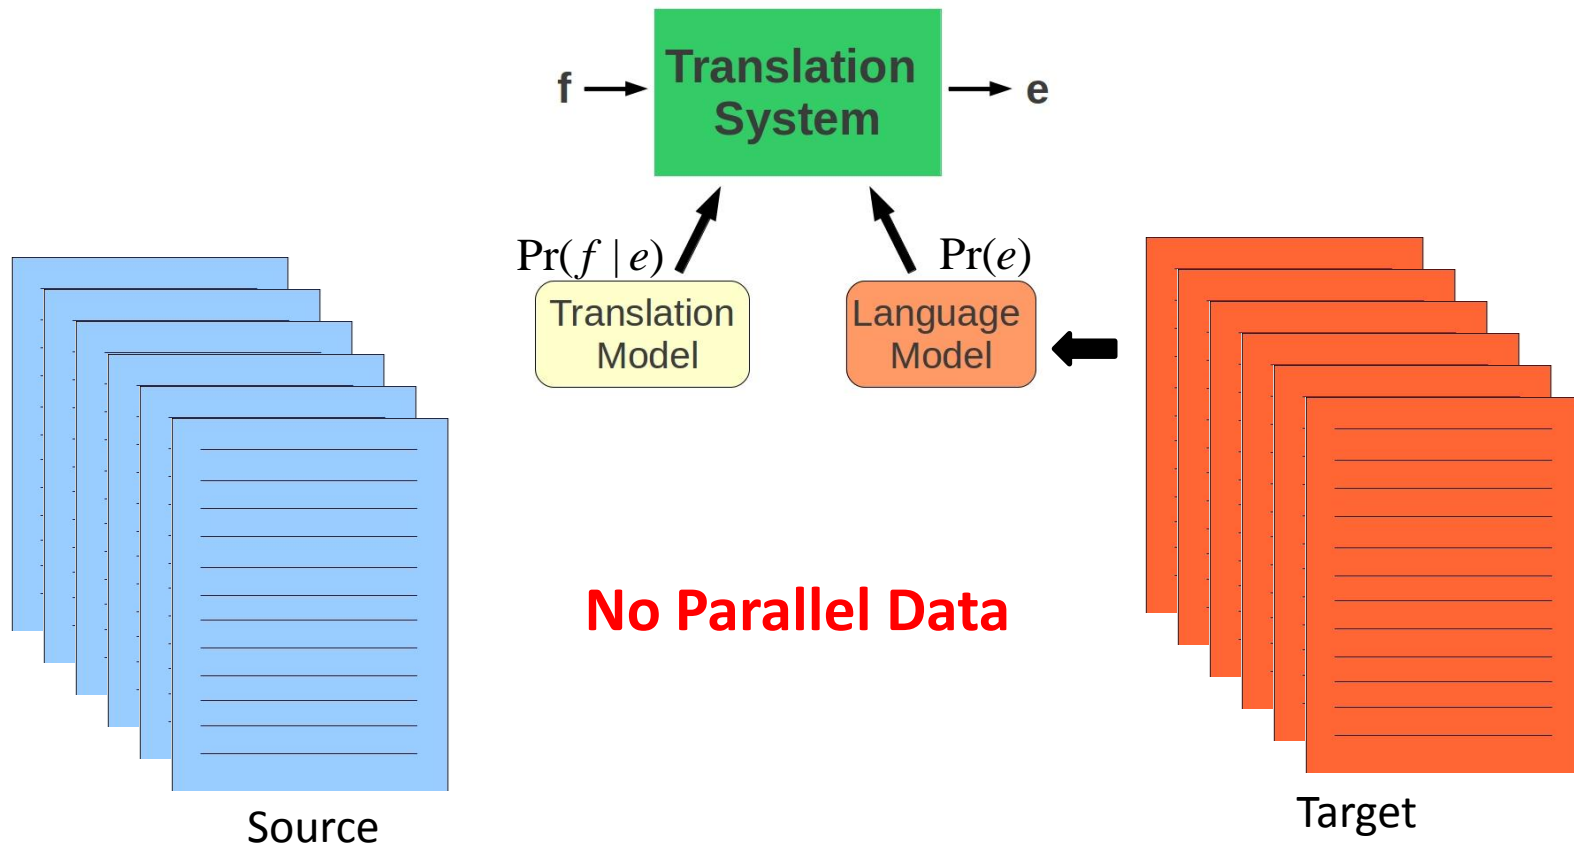 f
Translation
System
e
Pr(f | e)
Pr(e)
Translation
Model
Language
Model
No Parallel Data
Source
Target